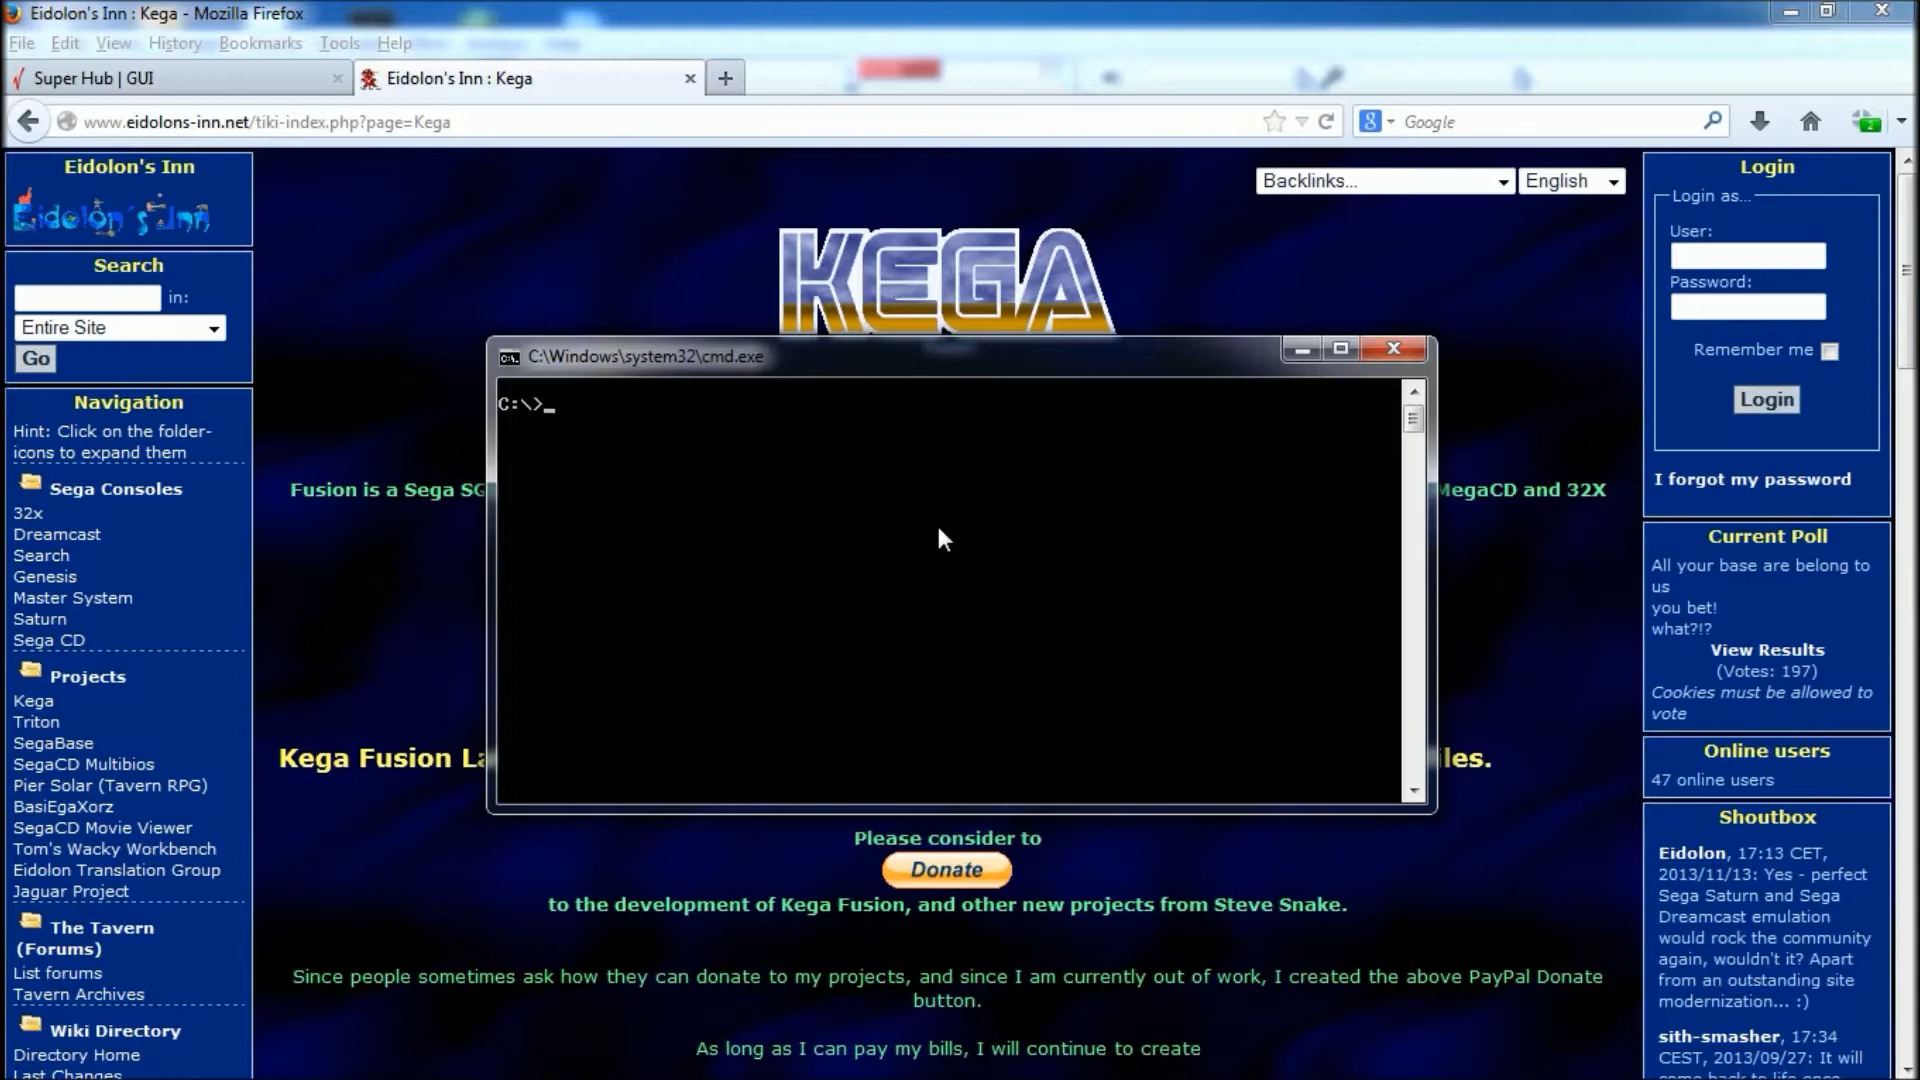 Eidolon's Inn : Kega - Mozilla Firefox
File Edit View History Bookmarks Tools Help
Super Hub | GUI
Eidolon's Inn : Kega
www.eidolons-inn.net/tiki-index.php?page=Kega
Google
Eidolon's Inn
Eidolon's Inn
Search
in:
Entire Site
Go
Navigation
Hint: Click on the folder-
icons to expand them
Sega Consoles
32x
Dreamcast
Search
Genesis
Master System
Saturn
Sega CD
Projects
Kega
Triton
SegaBase
SegaCD Multibios
Pier Solar (Tavern RPG)
BasiEgaXorz
SegaCD Movie Viewer
Tom's Wacky Workbench
Eidolon Translation Group
Jaguar Project
The Tavern
(Forums)
List forums
Tavern Archives
Wiki Directory
Directory Home
Last Changes
Backlinks...
English
KEGA
C:\Windows\system32\cmd.exe
C:\>_
Fusion is a Sega
MegaCD and 32X
Kega Fusion
Please consider to
Donate
to the development of Kega Fusion, and other new projects from Steve Snake.
Since people sometimes ask how they can donate to my projects, and since I am currently out of work, I created the above PayPal Donate
button.
As long as I can pay my bills, I will continue to create
Login
Login as...
User:
Password:
Remember me
Login
I forgot my password
Current Poll
All your base are belong to
us
you bet!
what?!?
View Results
(Votes: 197)
Cookies must be allowed to
vote
Online users
47 online users
Shoutbox
Eidolon, 17:13 CET,
2013/11/13: Yes - perfect
Sega Saturn and Sega
Dreamcast emulation
would rock the community
again, wouldn't it? Apart
from an outstanding site
modernization... :)
sith-smasher, 17:34
CEST, 2013/09/27: It will